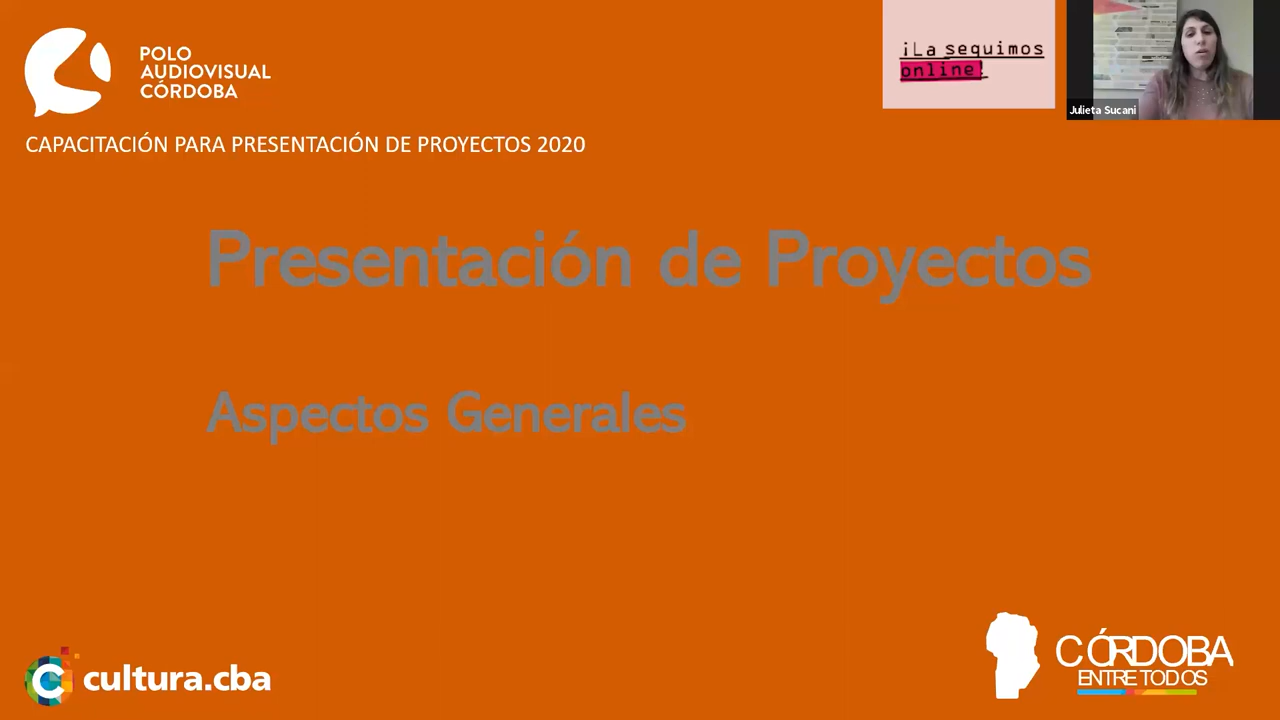 POLO
AUDIOVISUAL
CÓRDOBA
¡La seguimos
online!
Julieta Sucani
CAPACITACIÓN PARA PRESENTACIÓN DE PROYECTOS 2020
Presentación de Proyectos
Aspectos Generales
C cultura.cba
CÓRDOBA
ENTRE TODOS